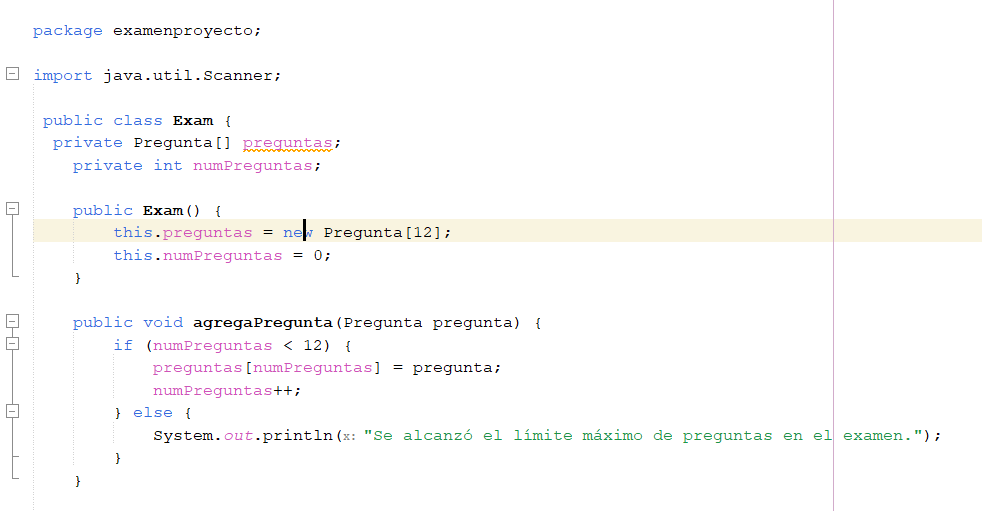 package examenproyecto;
import java.util.Scanner;
public class Exam {
private Pregunta[] preguntas;
private int numPreguntas;
public Exam() {
this.preguntas = new Pregunta[12];
this.numPreguntas = 0;
}
public void agregaPregunta(Pregunta pregunta) {
if (numPreguntas < 12) {
preguntas[numPreguntas] = pregunta;
numPreguntas++;
} else {
System.out.println(x: "Se alcanzó el límite máximo de preguntas en el examen.");
}
}